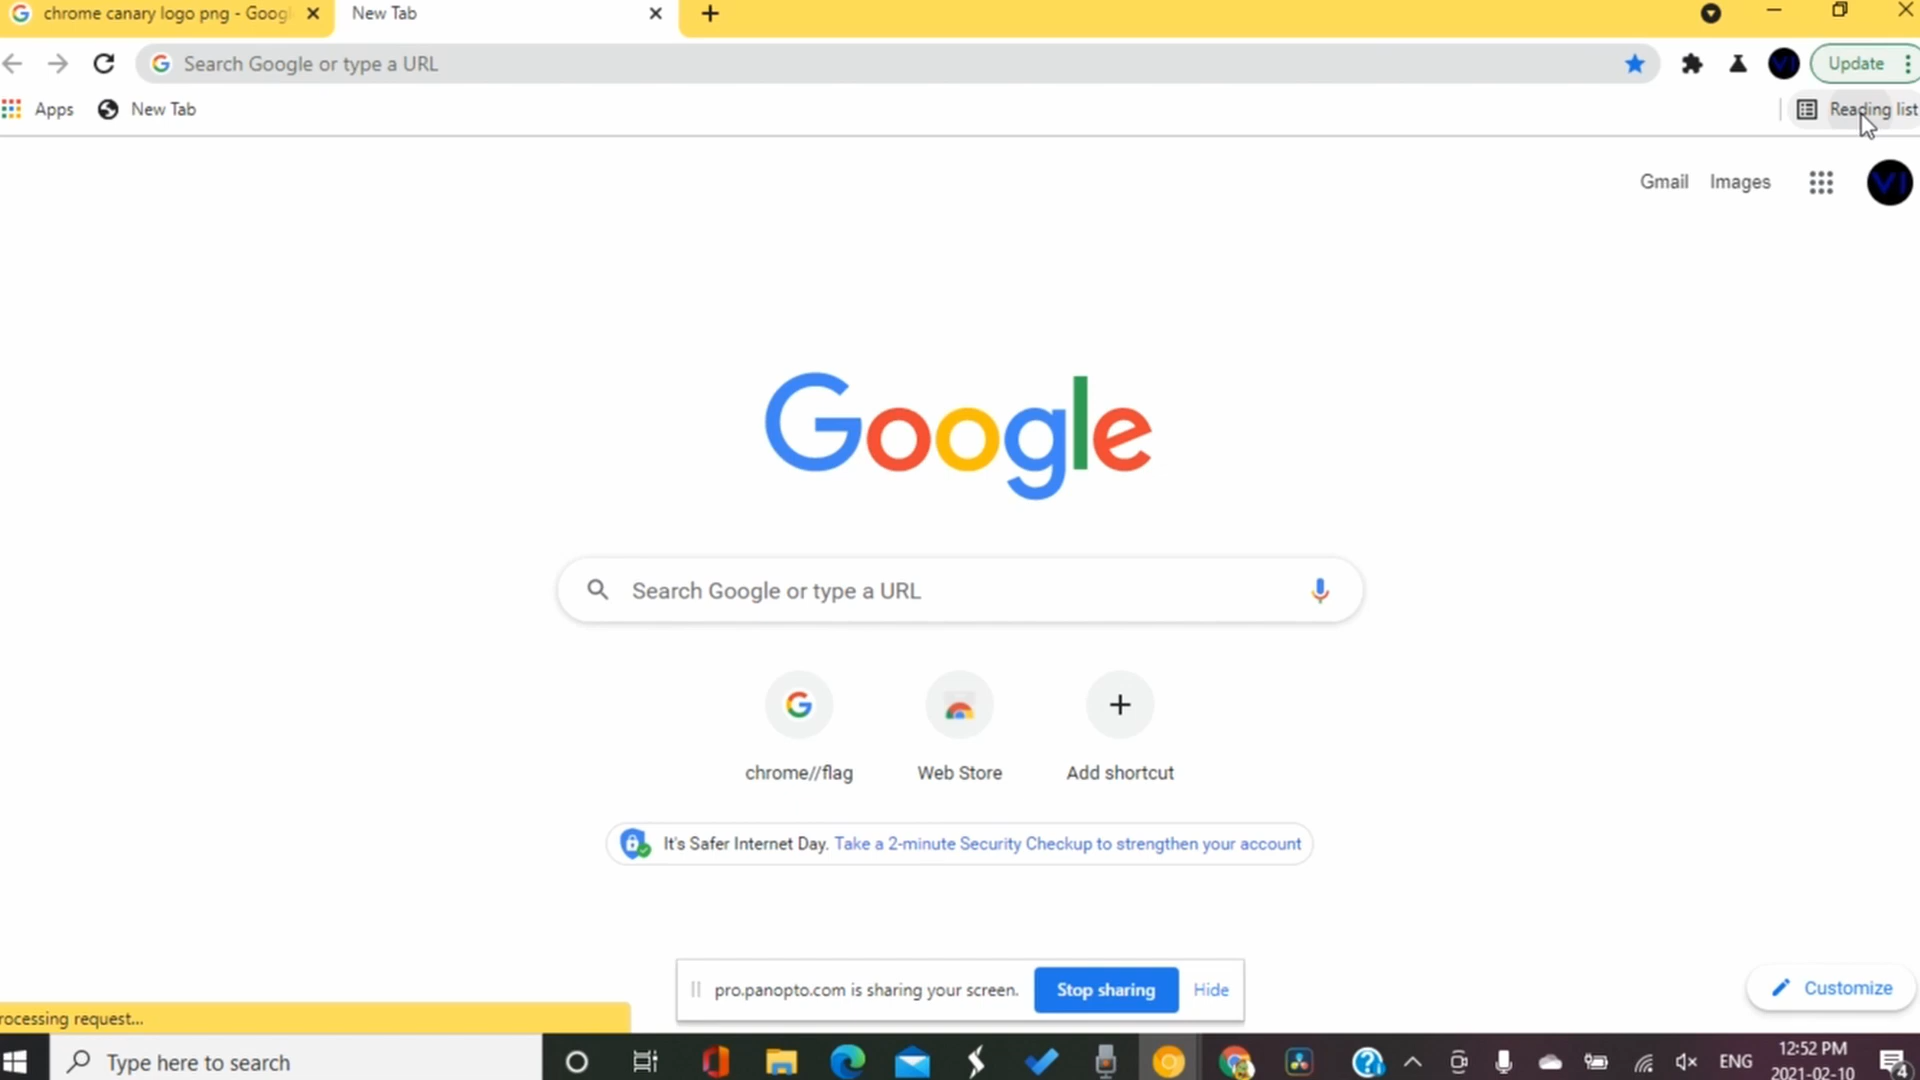 chrome canary logo png - Goog
New Tab
Search Google or type a URL
Update
Apps
New Tab
Reading list
Gmail
Images
VI
Google
Search Google or type a URL
chrome//flag
Web Store
Add shortcut
It's Safer Internet Day. Take a 2-minute Security Checkup to strengthen your account
pro.panopto.com is sharing your screen.
Stop sharing
Hide
Customize
rocessing request...
Type here to search
ENG
12:52 PM
2021-02-10
4